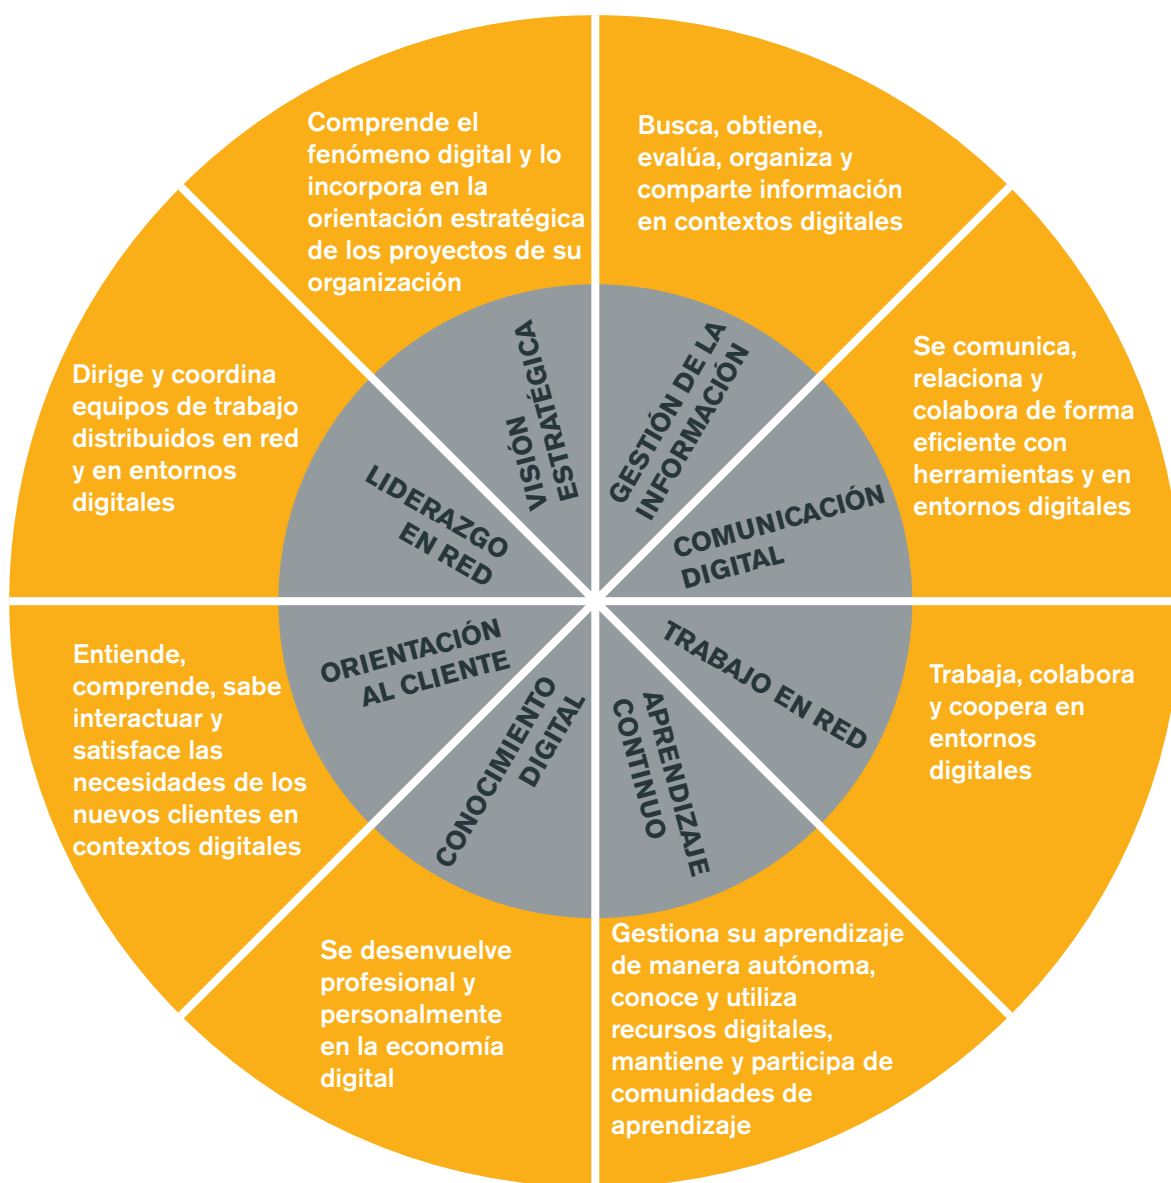 Comprende el
fenómeno digital y lo
incorpora en la
orientación estratégica
de los proyectos de su
organización
VISIÓN
ESTRATÉGICA
Busca, obtiene,
evalúa, organiza y
comparte información
en contextos digitales
GESTIÓN DE LA
INFORMACIÓN
Se comunica,
relaciona y
colabora de forma
eficiente con
herramientas y en
entornos digitales
COMUNICACIÓN
DIGITAL
Trabaja, colabora
y coopera en
entornos
digitales
TRABAJO EN RED
Gestiona su aprendizaje
de manera autónoma,
conoce y utiliza
recursos digitales,
mantiene y participa de
comunidades de
aprendizaje
APRENDIZAJE
CONTINUO
Se desenvuelve
profesional y
personalmente
en la economía
digital
CONOCIMIENTO
DIGITAL
Entiende,
comprende, sabe
interactuar y
satisface las
necesidades de los
nuevos clientes en
contextos digitales
ORIENTACIÓN
AL CLIENTE
Dirige y coordina
equipos de trabajo
distribuidos en red
y en entornos
digitales
LIDERAZGO
EN RED